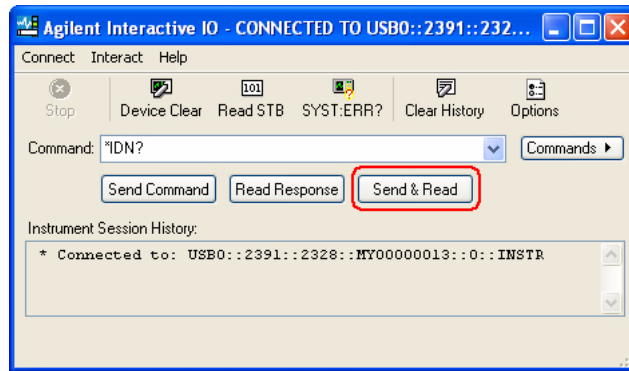 Agilent Interactive IO - CONNECTED TO USB0::2391::232...
Connect Interact Help
101
Stop Device Clear Read STB SYST:ERR? Clear History Options
Command: *IDN? Commands
Send Command Read Response Send & Read
Instrument Session History:
* Connected to: USB0::2391::2328::MY00000013::0::INSTR